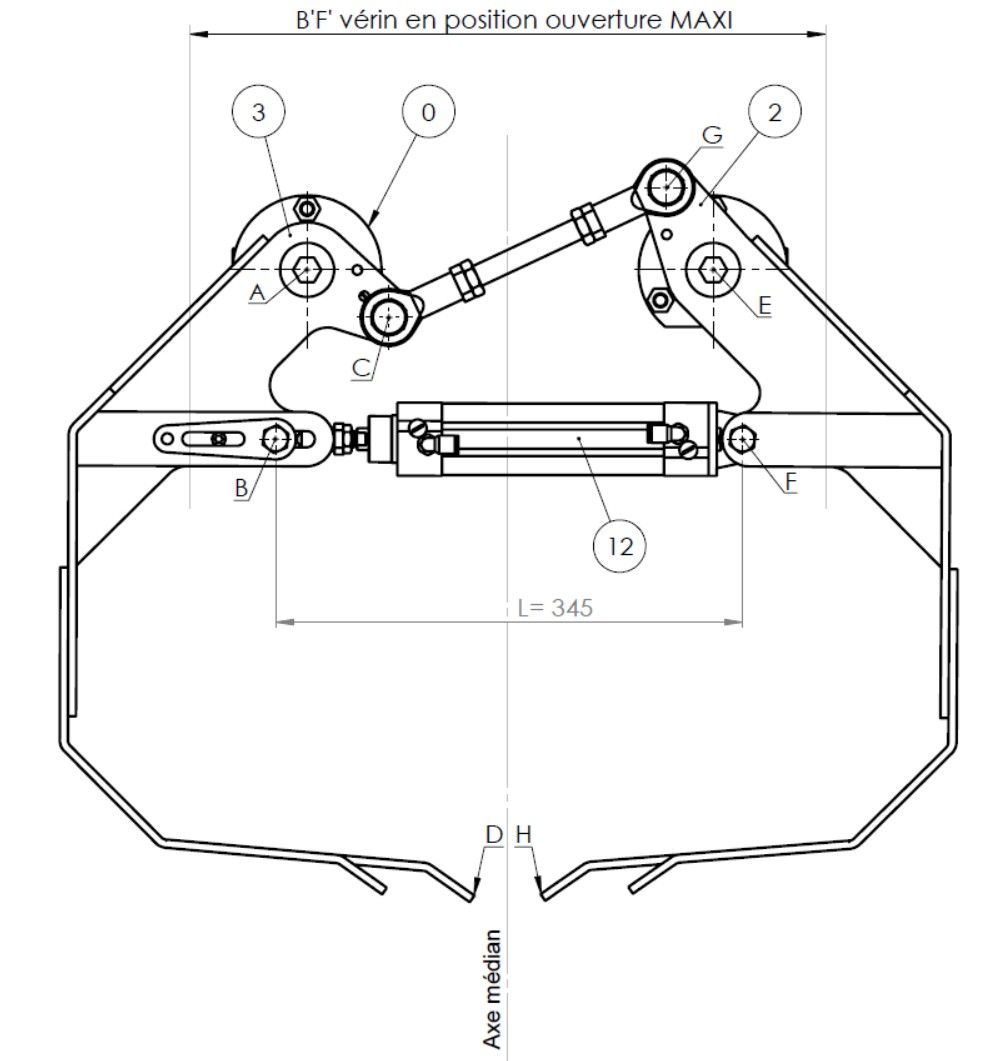 B'F' vérin en position ouverture MAXI
3
0
2
G
A
E
C
B
F
12
L= 345
D
H
Axe médian